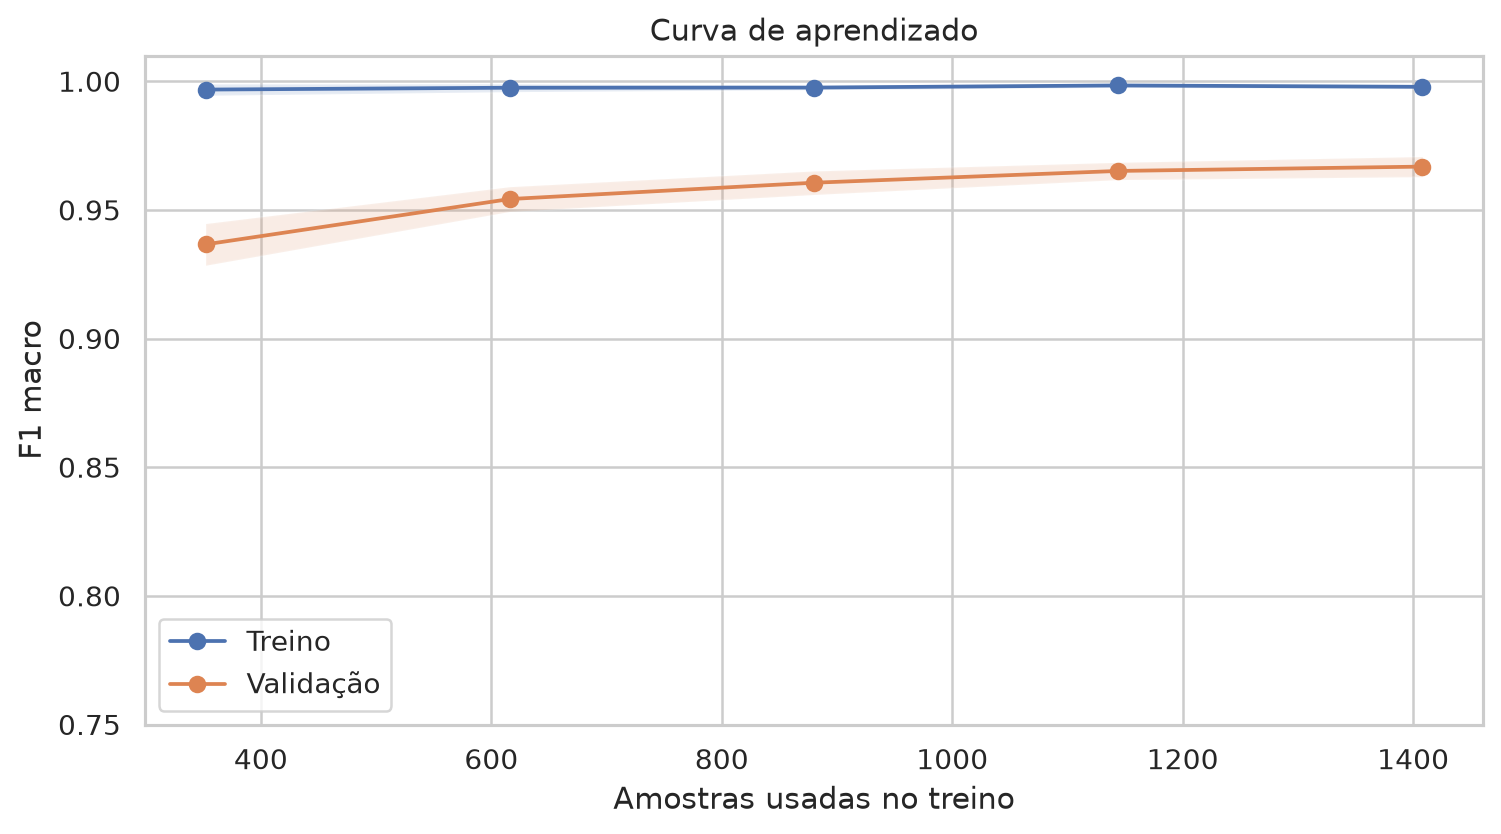 Curva de aprendizado
F1 macro
1.00
0.95
0.90
0.85
0.80
0.75
Treino
Validação
400 600 800 1000 1200 1400
Amostras usadas no treino